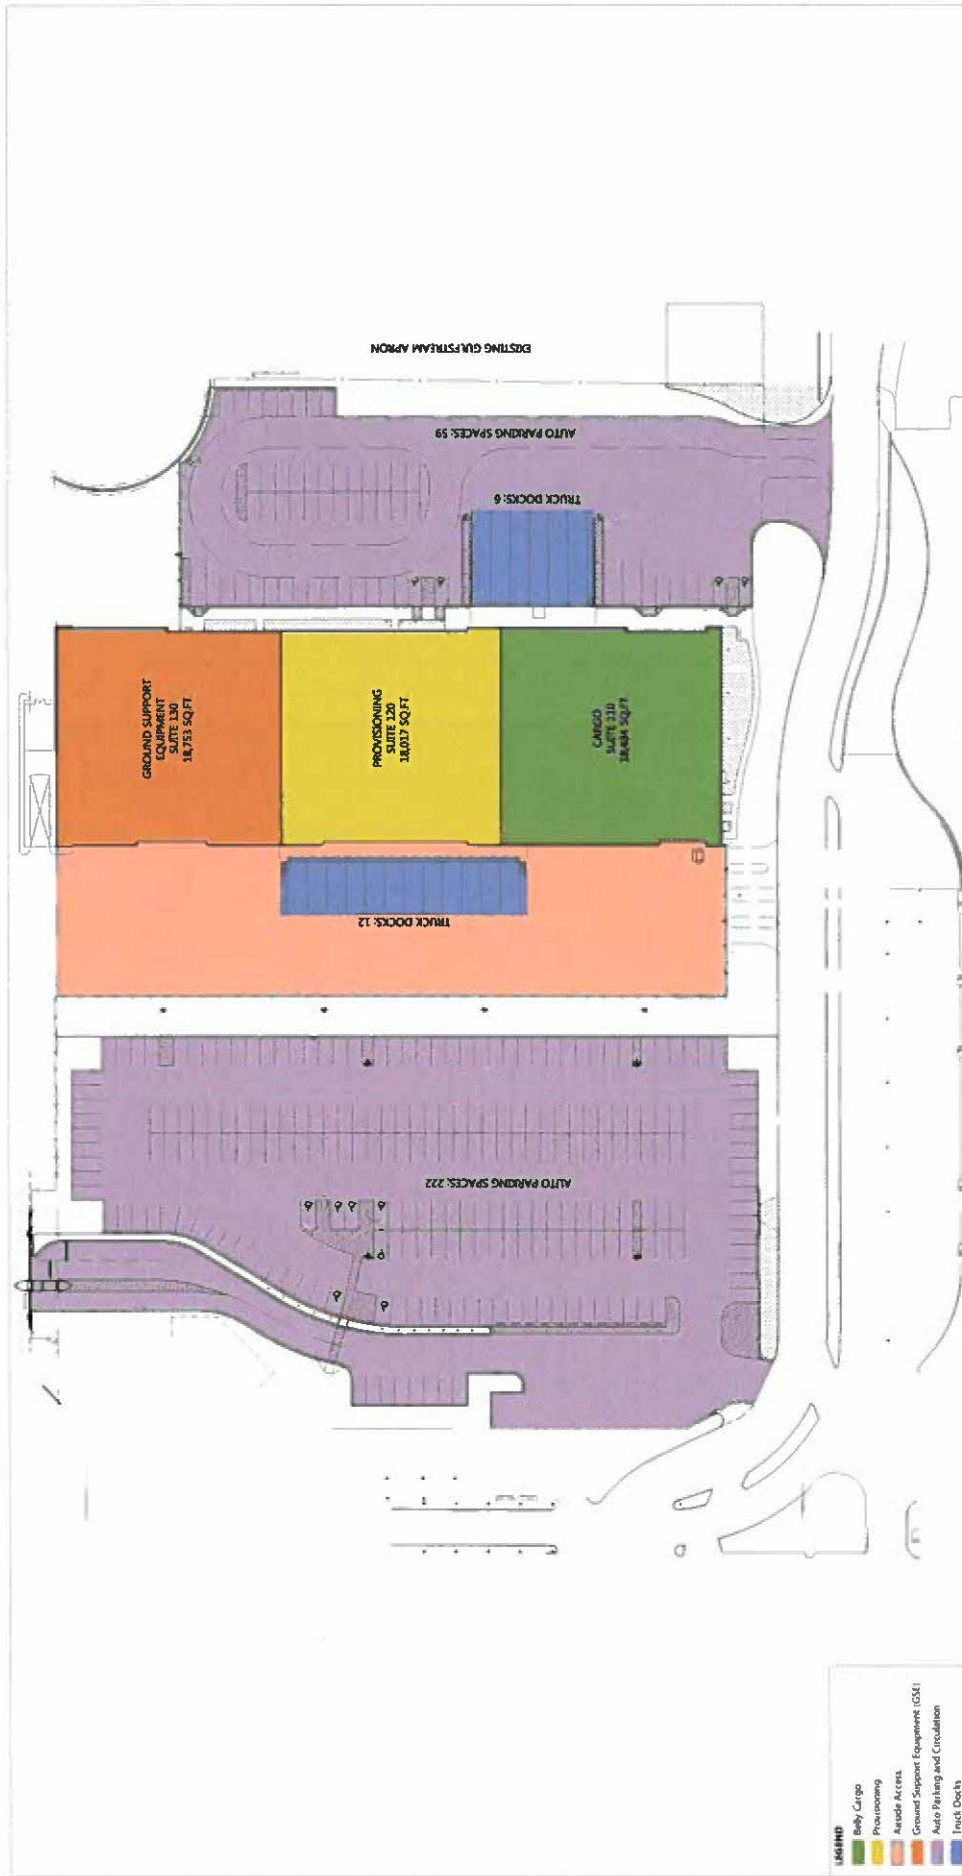 EXISTING GULFSTREAM APRON
AUTO PARKING SPACES: 59
TRUCK DOCKS: 6
GROUND SUPPORT
EQUIPMENT
SUITE 130
18,753 SQ.FT
PROVISIONING
SUITE 120
18,017 SQ.FT
CARGO
SUITE 110
SQ.FT
TRUCK DOCKS: 12
AUTO PARKING SPACES: 222
LEGEND
Belly Cargo
Provisioning
Airside Access
Ground Support Equipment (GSE)
Auto Parking and Circulation
Truck Docks